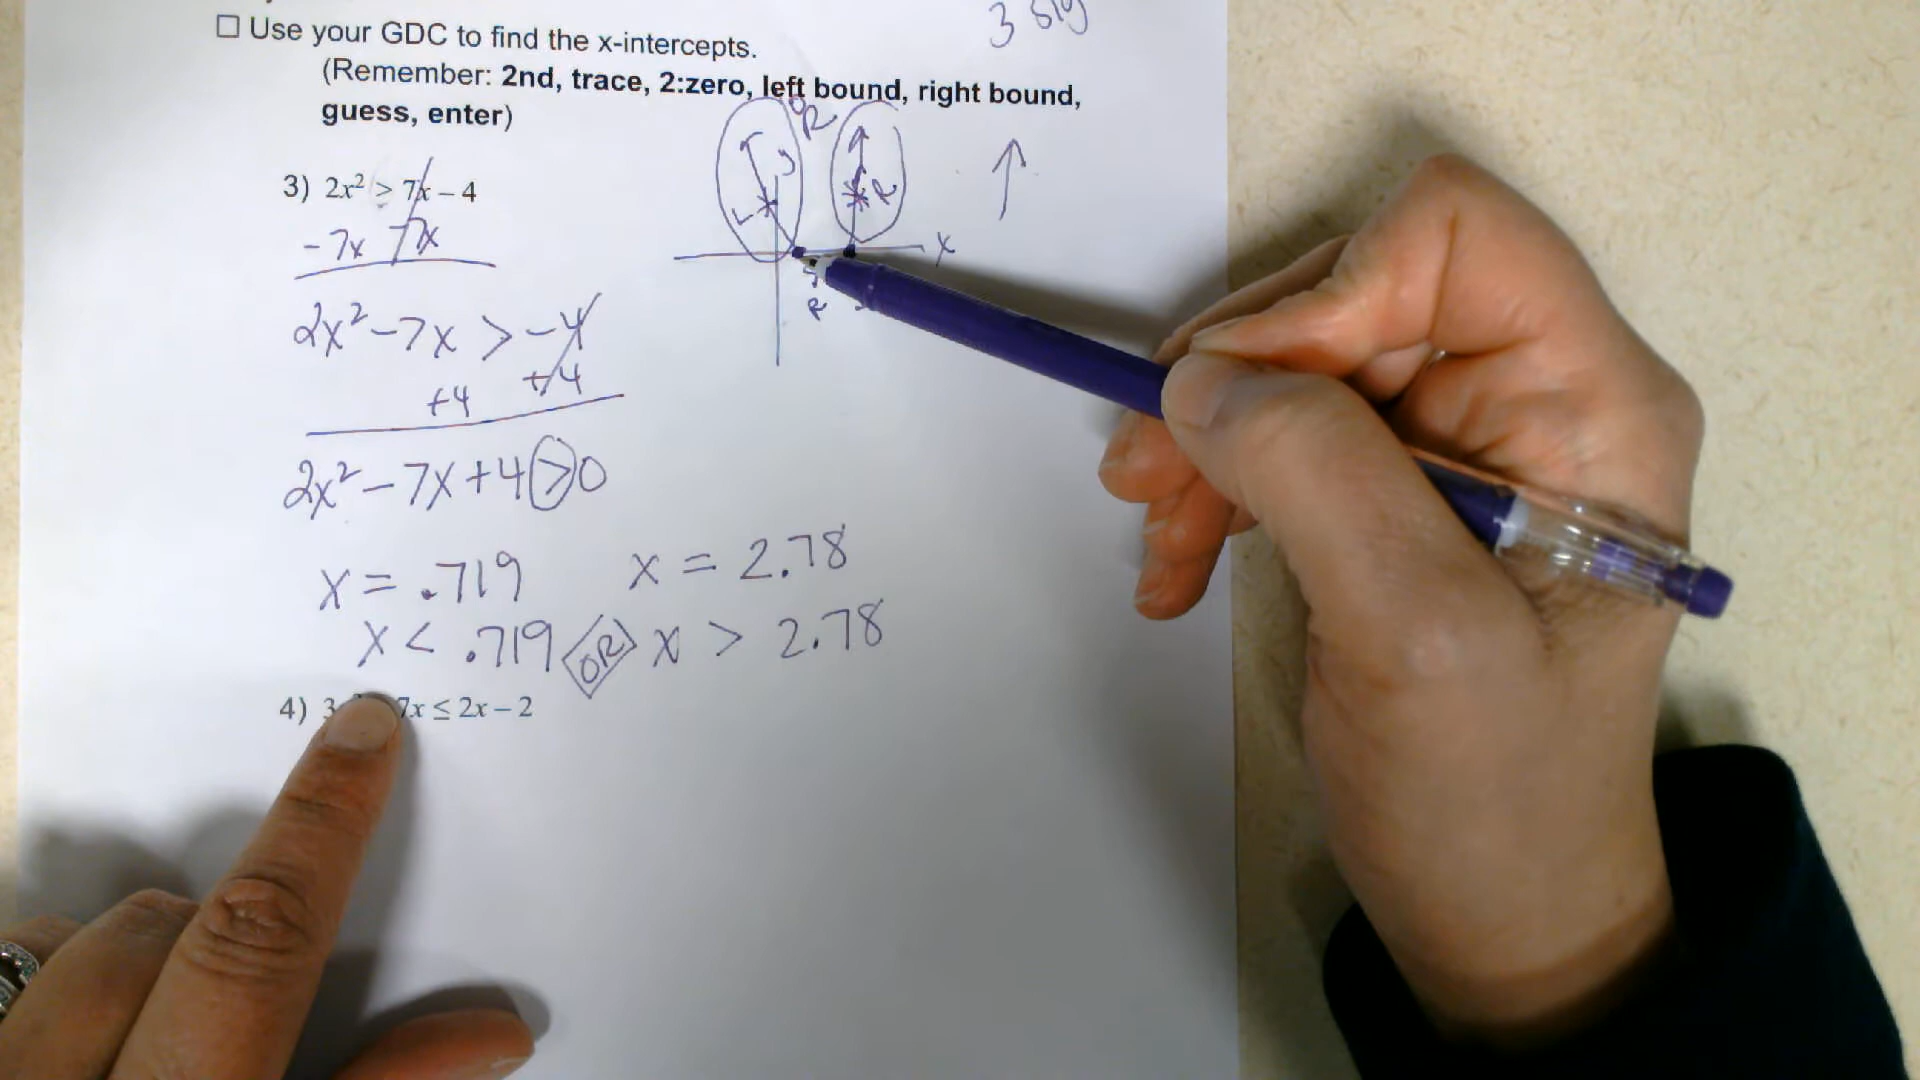 3 sig
☐ Use your GDC to find the x-intercepts.
(Remember: 2nd, trace, 2:zero, left bound, right bound,
guess, enter)
OR
y
L R
x
R
3) 2x² > 7x – 4
-7x -7x
2x² - 7x > -4
+4 +4
2x² - 7x + 4 > 0
x = .719 x = 2.78
x < .719 OR x > 2.78
4) 3 7x ≤ 2x – 2